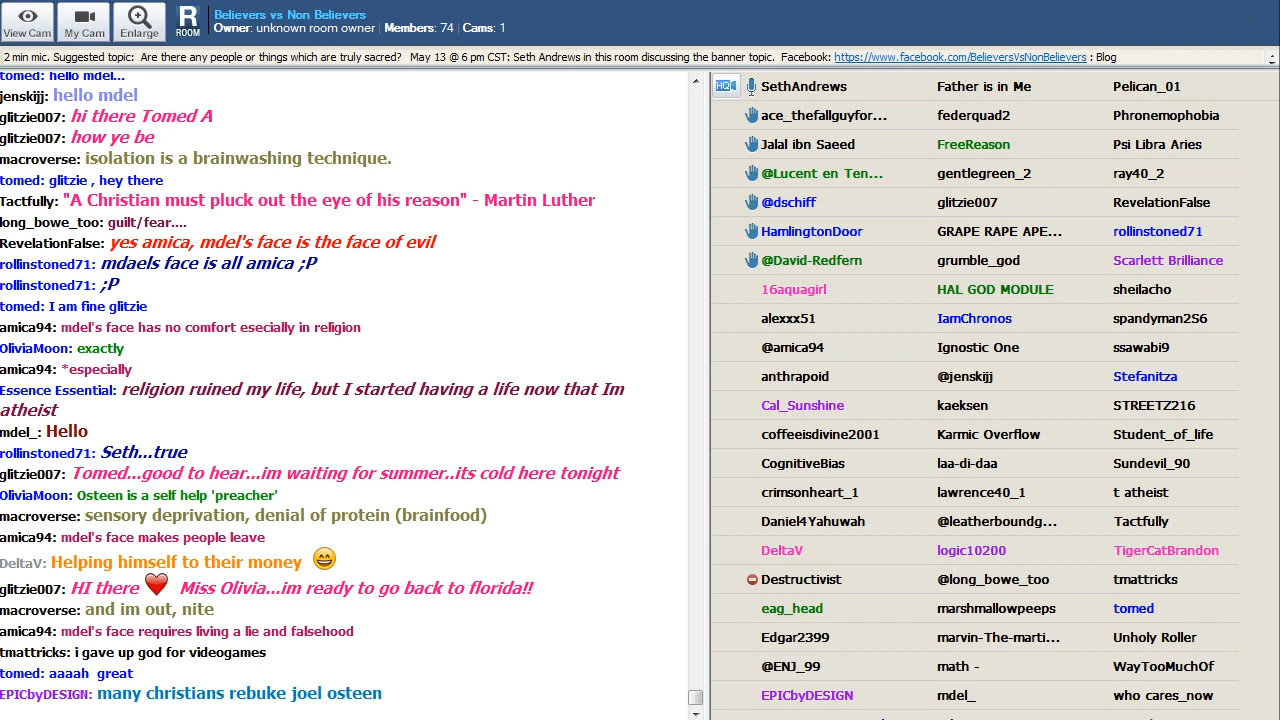 View Cam
My Cam
Enlarge
R
ROOM
Believers vs Non Believers
Owner: unknown room owner | Members: 74 | Cams: 1
2 min mic. Suggested topic: Are there any people or things which are truly sacred? May 13 @ 6 pm CST: Seth Andrews in this room discussing the banner topic. Facebook: https://www.facebook.com/BelieversVsNonBelievers : Blog
tomed: hello mdel...
jenskijj: hello mdel
glitzie007: hi there Tomed A
glitzie007: how ye be
macroverse: isolation is a brainwashing technique.
tomed: glitzie , hey there
Tactfully: "A Christian must pluck out the eye of his reason" - Martin Luther
long_bowe_too: guilt/fear....
RevelationFalse: yes amica, mdel's face is the face of evil
rollinstoned71: mdaels face is all amica ;P
rollinstoned71: ;P
tomed: I am fine glitzie
amica94: mdel's face has no comfort esecially in religion
OliviaMoon: exactly
amica94: *especially
Essence Essential: religion ruined my life, but I started having a life now that Im
atheist
mdel_: Hello
rollinstoned71: Seth...true
glitzie007: Tomed...good to hear...im waiting for summer..its cold here tonight
OliviaMoon: Osteen is a self help 'preacher'
macroverse: sensory deprivation, denial of protein (brainfood)
amica94: mdel's face makes people leave
DeltaV: Helping himself to their money
glitzie007: HI there Miss Olivia...im ready to go back to florida!!
macroverse: and im out, nite
amica94: mdel's face requires living a lie and falsehood
tmattricks: i gave up god for videogames
tomed: aaaah great
EPICbyDESIGN: many christians rebuke joel osteen
HQ
SethAndrews Father is in Me Pelican_01
ace_thefallguyfor... federquad2 Phronemophobia
Jalal ibn Saeed FreeReason Psi Libra Aries
@Lucent en Ten... gentlegreen_2 ray40_2
@dschiff glitzie007 RevelationFalse
HamlingtonDoor GRAPE RAPE APE... rollinstoned71
@David-Redfern grumble_god Scarlett Brilliance
16aquagirl HAL GOD MODULE sheilacho
alexxx51 IamChronos spandyman2S6
@amica94 Ignostic One ssawabi9
anthrapoid @jenskijj Stefanitza
Cal_Sunshine kaeksen STREETZ216
coffeeisdivine2001 Karmic Overflow Student_of_life
CognitiveBias laa-di-daa Sundevil_90
crimsonheart_1 lawrence40_1 t atheist
Daniel4Yahuwah @leatherboundg... Tactfully
DeltaV logic10200 TigerCatBrandon
Destructivist @long_bowe_too tmattricks
eag_head marshmallowpeeps tomed
Edgar2399 marvin-The-marti... Unholy Roller
@ENJ_99 math - WayTooMuchOf
EPICbyDESIGN mdel_ who cares_now